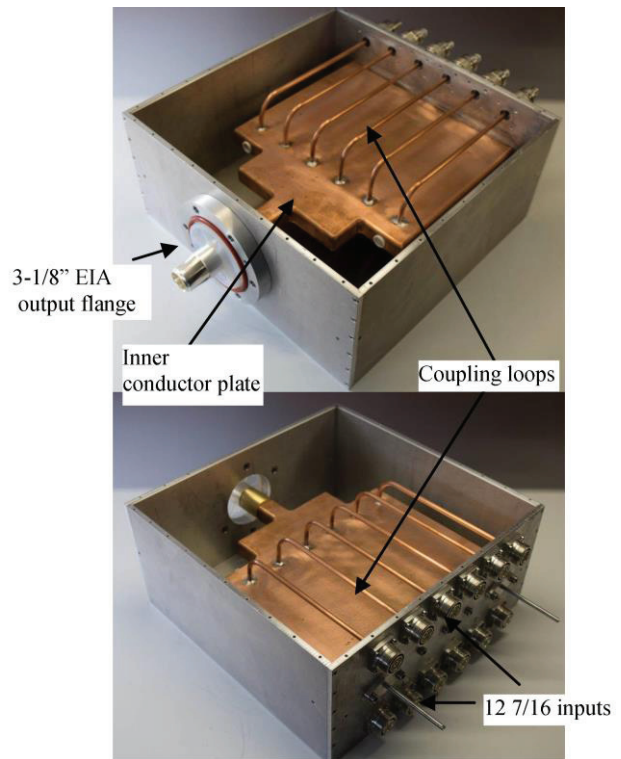 3-1/8” EIA
output flange
Inner
conductor plate
Coupling loops
12 7/16 inputs